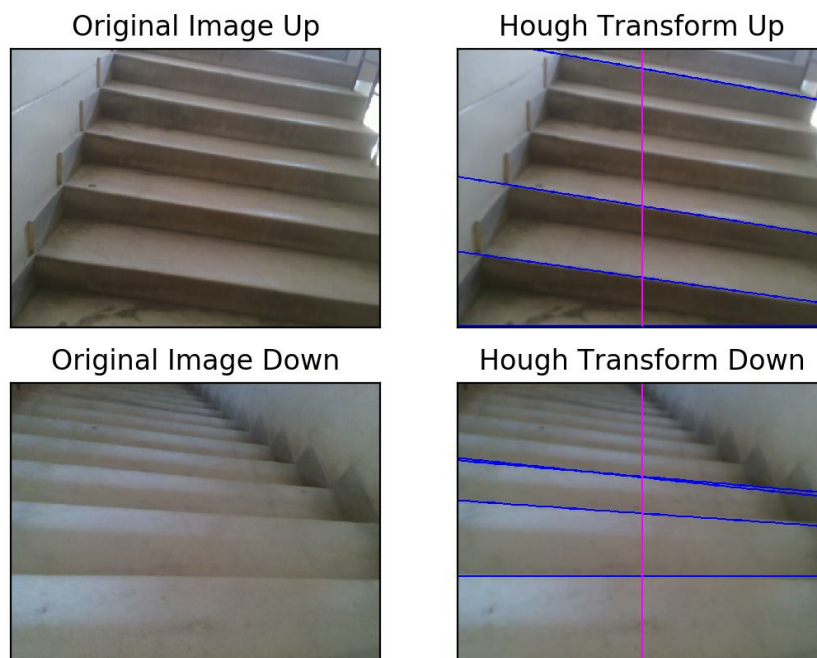 Original Image Up
Hough Transform Up
Original Image Down
Hough Transform Down